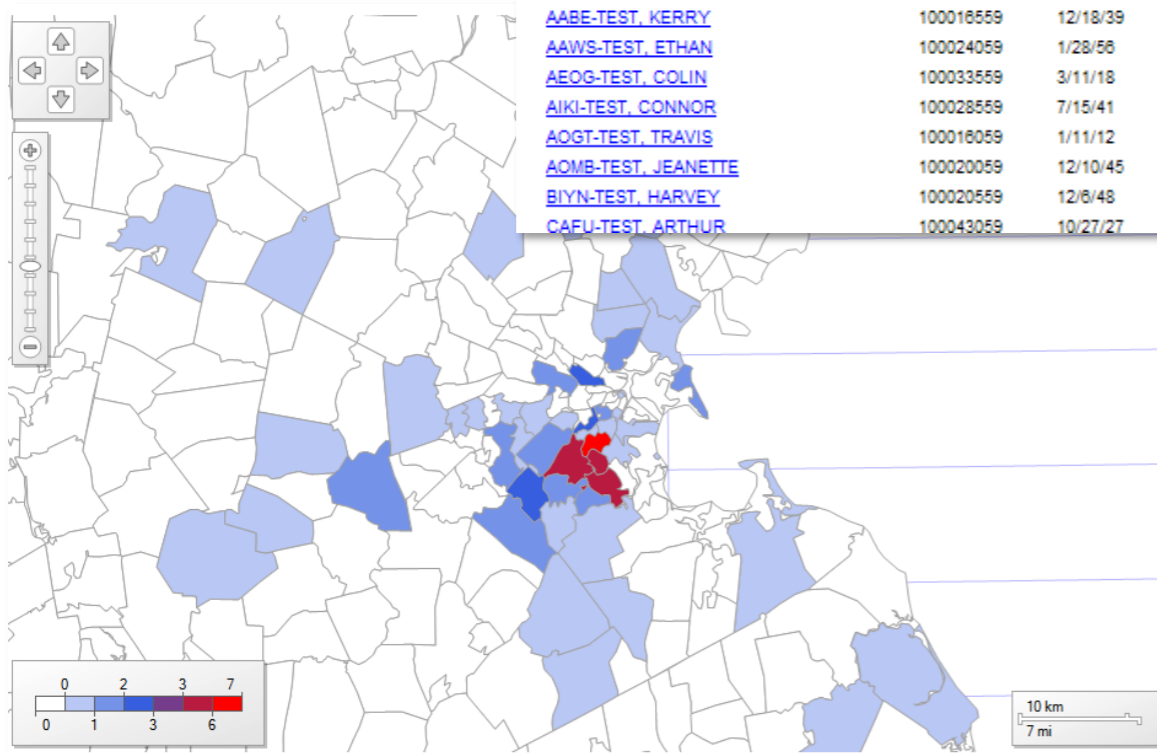 AABE-TEST, KERRY 100016559 12/18/39
AAWS-TEST, ETHAN 100024059 1/28/56
AEOG-TEST, COLIN 100033559 3/11/18
AIKI-TEST, CONNOR 100028559 7/15/41
AOGT-TEST, TRAVIS 100016059 1/11/12
AOMB-TEST, JEANETTE 100020059 12/10/45
BIYN-TEST, HARVEY 100020559 12/6/48
CAFU-TEST, ARTHUR 100043059 10/27/27
0 2 3 7
0 1 3 6
10 km
7 mi